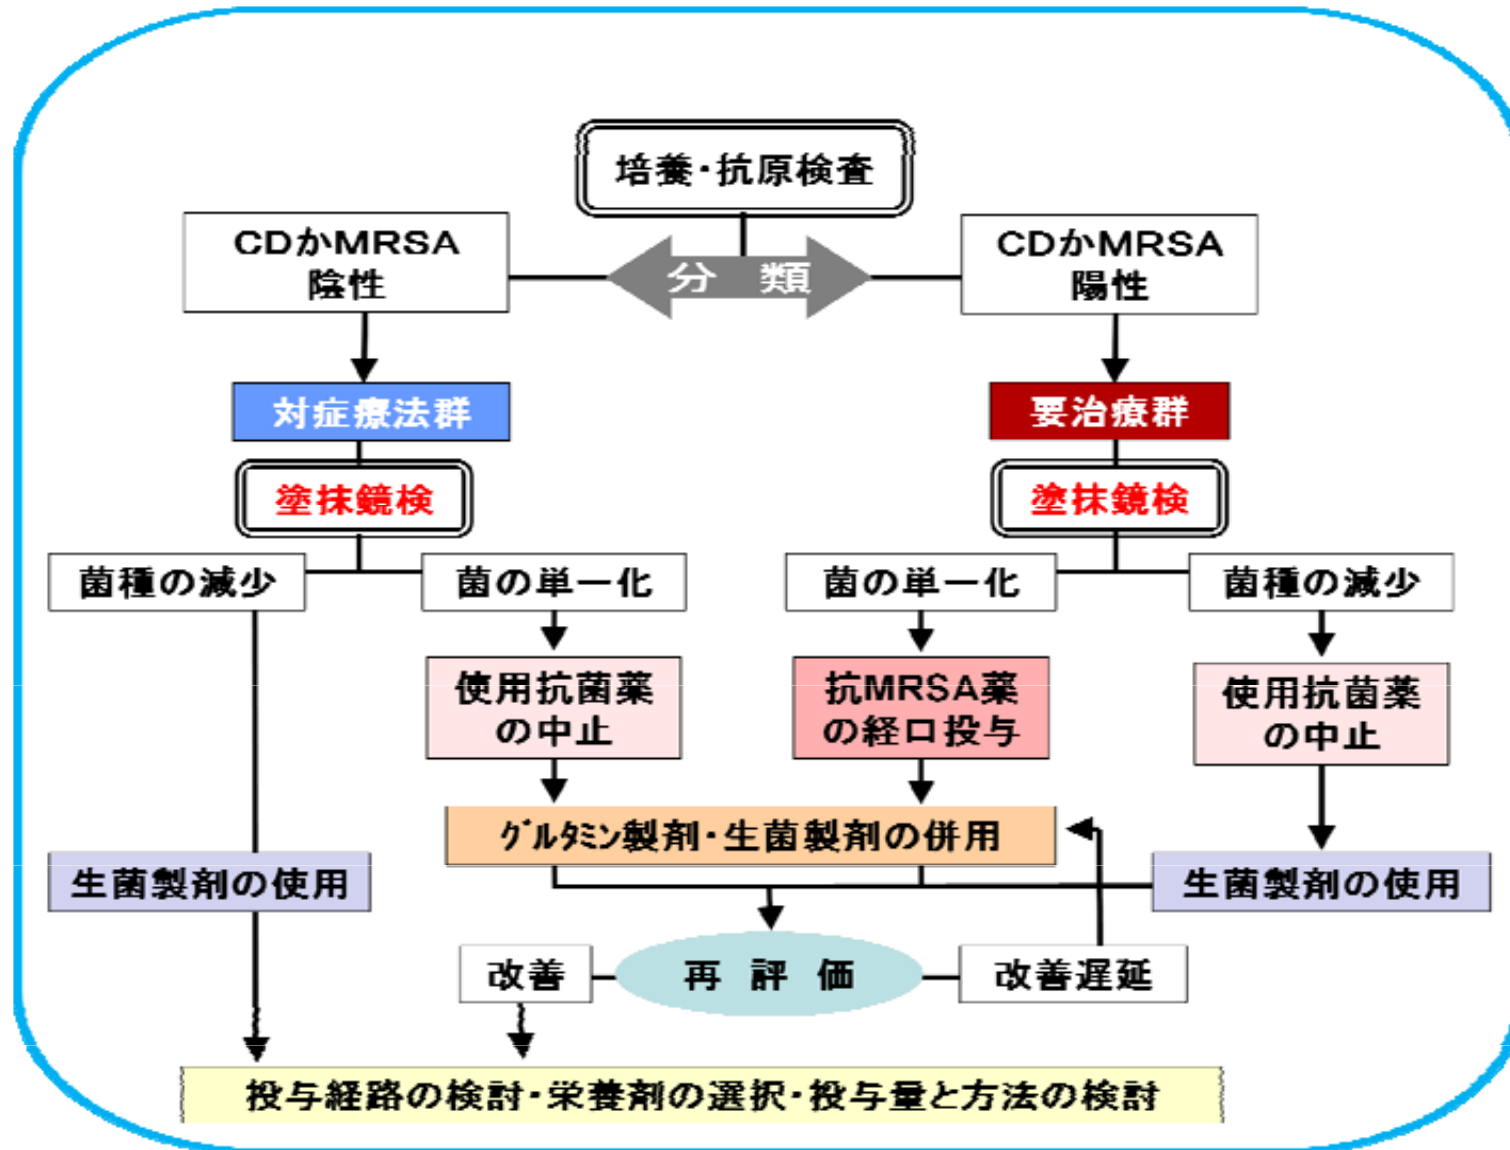 培養・抗原検査
CDかMRSA
陰性
分 類
CDかMRSA
陽性
対症療法群
要治療群
塗抹鏡検
塗抹鏡検
菌種の減少
菌の単一化
菌の単一化
菌種の減少
使用抗菌薬
の中止
抗MRSA薬
の経口投与
使用抗菌薬
の中止
グルタミン製剤・生菌製剤の併用
生菌製剤の使用
生菌製剤の使用
改善
再 評 価
改善遅延
投与経路の検討・栄養剤の選択・投与量と方法の検討